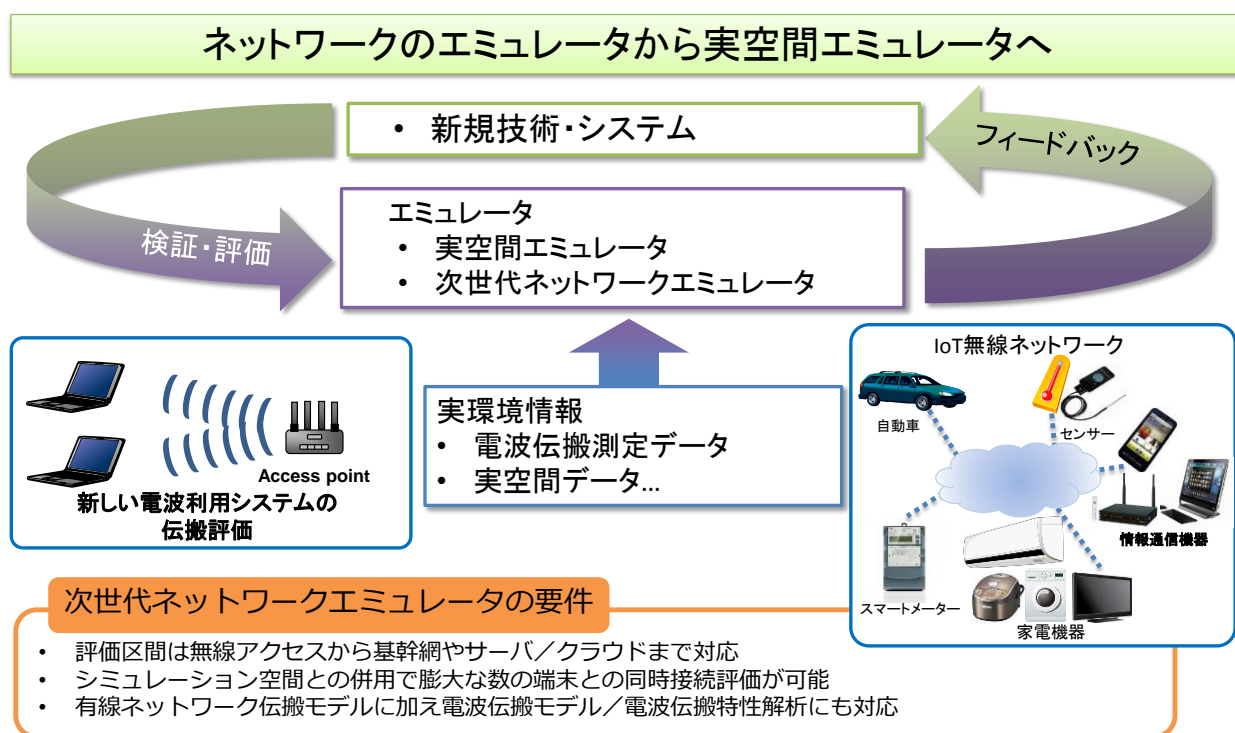 ネットワークのエミュレータから実空間エミュレータへ
• 新規技術・システム
フィードバック
検証・評価
エミュレータ
• 実空間エミュレータ
• 次世代ネットワークエミュレータ
Access point
新しい電波利用システムの
伝搬評価
実環境情報
• 電波伝搬測定データ
• 実空間データ...
IoT無線ネットワーク
自動車
センサー
情報通信機器
スマートメーター
家電機器
次世代ネットワークエミュレータの要件
• 評価区間は無線アクセスから基幹網やサーバ／クラウドまで対応
• シミュレーション空間との併用で膨大な数の端末との同時接続評価が可能
• 有線ネットワーク伝搬モデルに加え電波伝搬モデル／電波伝搬特性解析にも対応